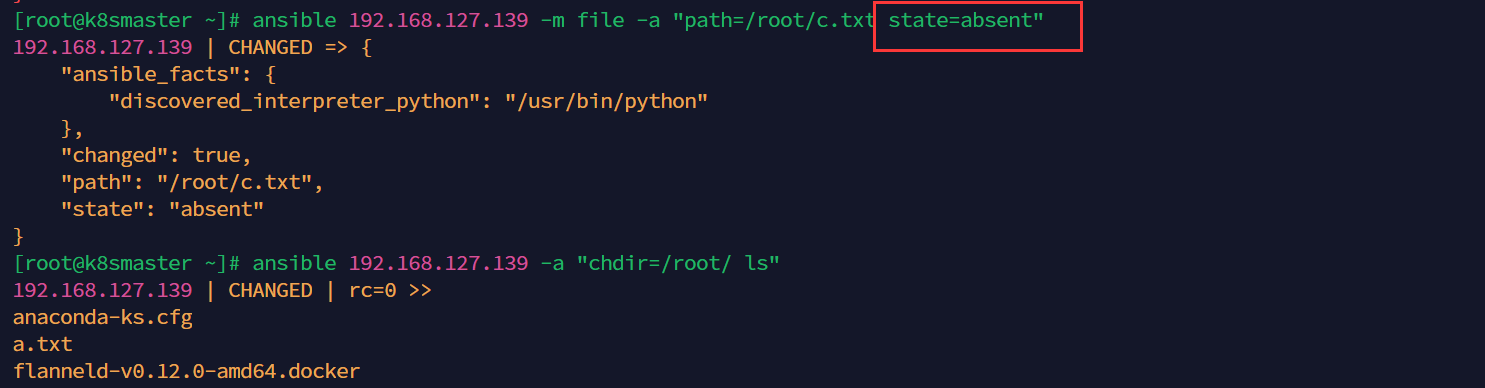 [root@k8smaster ~]# ansible 192.168.127.139 -m file -a "path=/root/c.txt state=absent"
192.168.127.139 | CHANGED => {
    "ansible_facts": {
        "discovered_interpreter_python": "/usr/bin/python"
    },
    "changed": true,
    "path": "/root/c.txt",
    "state": "absent"
}
[root@k8smaster ~]# ansible 192.168.127.139 -a "chdir=/root/ ls"
192.168.127.139 | CHANGED | rc=0 >>
anaconda-ks.cfg
a.txt
flanneld-v0.12.0-amd64.docker